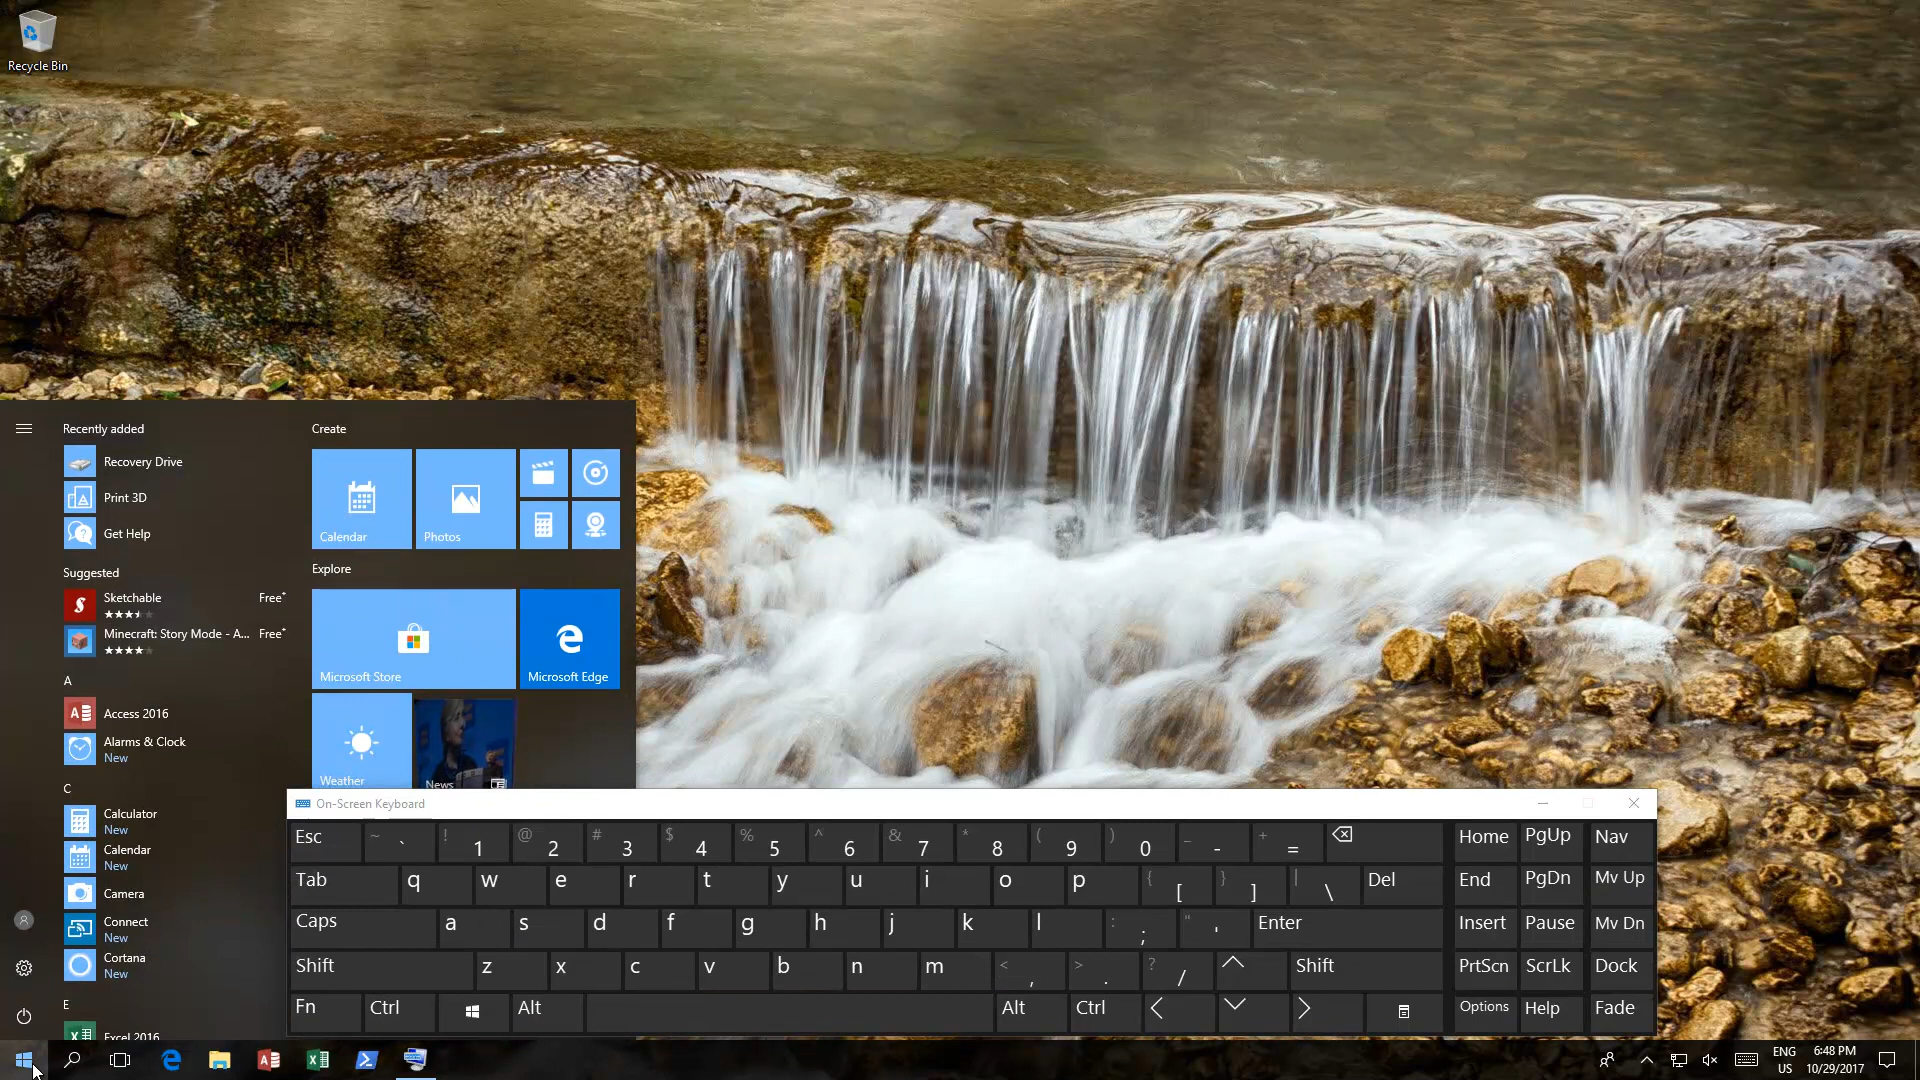 Recycle Bin
Recently added
Recovery Drive
Print 3D
Get Help
Suggested
Sketchable Free*
Minecraft: Story Mode - A... Free*
A
Access 2016
Alarms & Clock
New
C
Calculator
New
Calendar
New
Camera
Connect
New
Cortana
New
E
Excel 2016
Create
Calendar
Photos
Explore
Microsoft Store
Microsoft Edge
Weather
News
On-Screen Keyboard
Esc ~ ` ! 1 @ 2 # 3 $ 4 % 5 ^ 6 & 7 * 8 ( 9 ) 0 _ - + = Home PgUp Nav
Tab q w e r t y u i o p { [ } ] | \ Del End PgDn Mv Up
Caps a s d f g h j k l : ; " ' Enter Insert Pause Mv Dn
Shift z x c v b n m < , > . ? / Shift PrtScn ScrLk Dock
Fn Ctrl Alt Alt Ctrl Options Help Fade
ENG
US
6:48 PM
10/29/2017